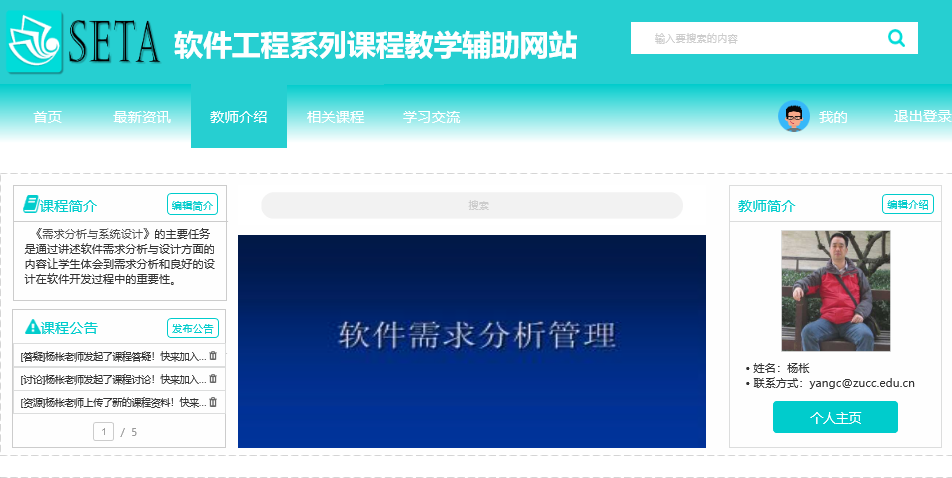 SETA
软件工程系列课程教学辅助网站
输入要搜索的内容
首页
最新资讯
教师介绍
相关课程
学习交流
我的
退出登录
课程简介
编辑简介
《需求分析与系统设计》的主要任务
是通过讲述软件需求分析与设计方面的
内容让学生体会到需求分析和良好的设
计在软件开发过程中的重要性。
课程公告
发布公告
[答疑]杨枨老师发起了课程答疑！快来加入...
[讨论]杨枨老师发起了课程讨论！快来加入...
[资源]杨枨老师上传了新的课程资料！快来...
1 / 5
搜索
软件需求分析管理
教师简介
编辑介绍
• 姓名：杨枨
• 联系方式：yangc@zucc.edu.cn
个人主页